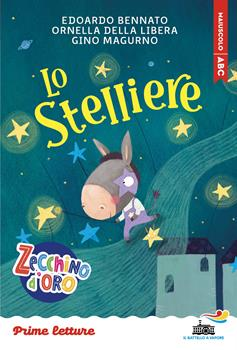 EDOARDO BENNATO
ORNELLA DELLA LIBERA
GINO MAGURNO
MAIUSCOLO
ABC
Lo
Stelliere
Zecchino
d'ORO
Prime letture
IL BATTELLO A VAPORE